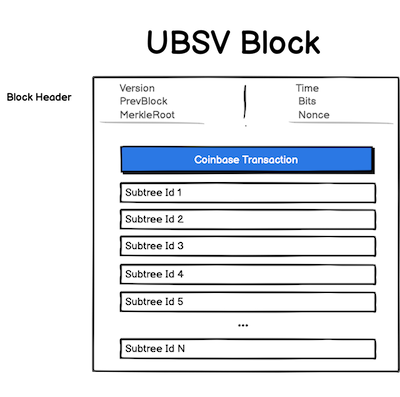 UBSV Block
Block Header
Version
PrevBlock
MerkleRoot
Time
Bits
Nonce
Coinbase Transaction
Subtree Id 1
Subtree Id 2
Subtree Id 3
Subtree Id 4
Subtree Id 5
...
Subtree Id N